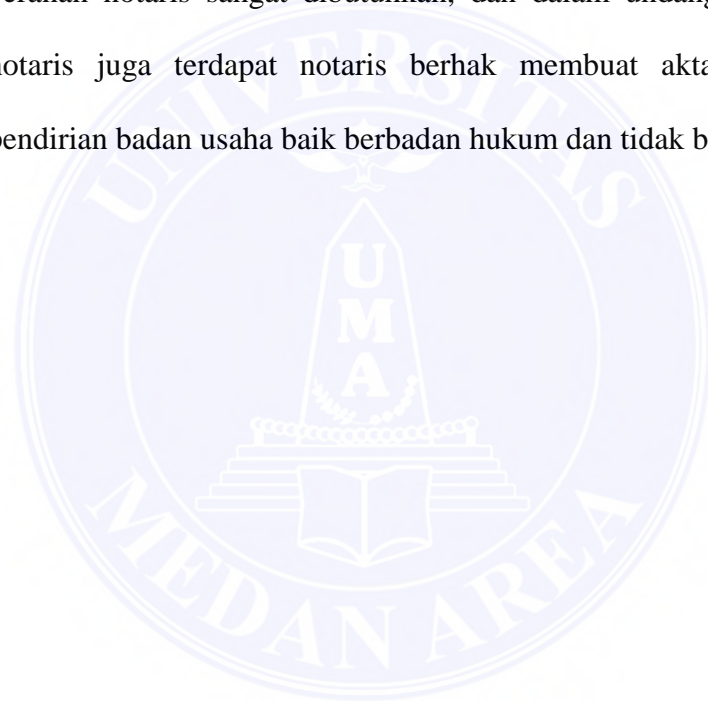 notaris sangat dibutuhkan, dan dalam
notaris juga terdapat notaris berhak membuat akta
pendirian badan usaha baik berbadan hukum dan tidak
UNIVERSITAS
UMA
MEDAN AREA